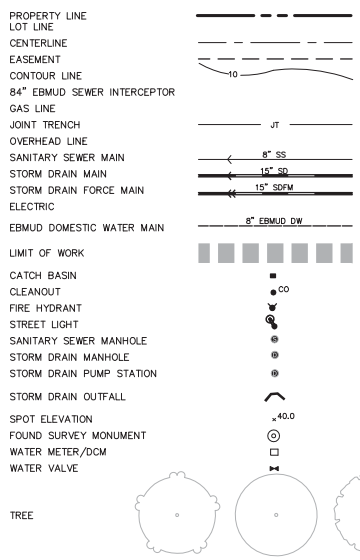 PROPERTY LINE
LOT LINE
CENTERLINE
EASEMENT
CONTOUR LINE 10
84" EBMUD SEWER INTERCEPTOR
GAS LINE
JOINT TRENCH JT
OVERHEAD LINE
SANITARY SEWER MAIN 8" SS
STORM DRAIN MAIN 15" SD
STORM DRAIN FORCE MAIN 15" SDFM
ELECTRIC
EBMUD DOMESTIC WATER MAIN 8" EBMUD DW
LIMIT OF WORK
CATCH BASIN
CLEANOUT CO
FIRE HYDRANT
STREET LIGHT
SANITARY SEWER MANHOLE S
STORM DRAIN MANHOLE D
STORM DRAIN PUMP STATION D
STORM DRAIN OUTFALL
SPOT ELEVATION x40.0
FOUND SURVEY MONUMENT
WATER METER/DCM
WATER VALVE
TREE